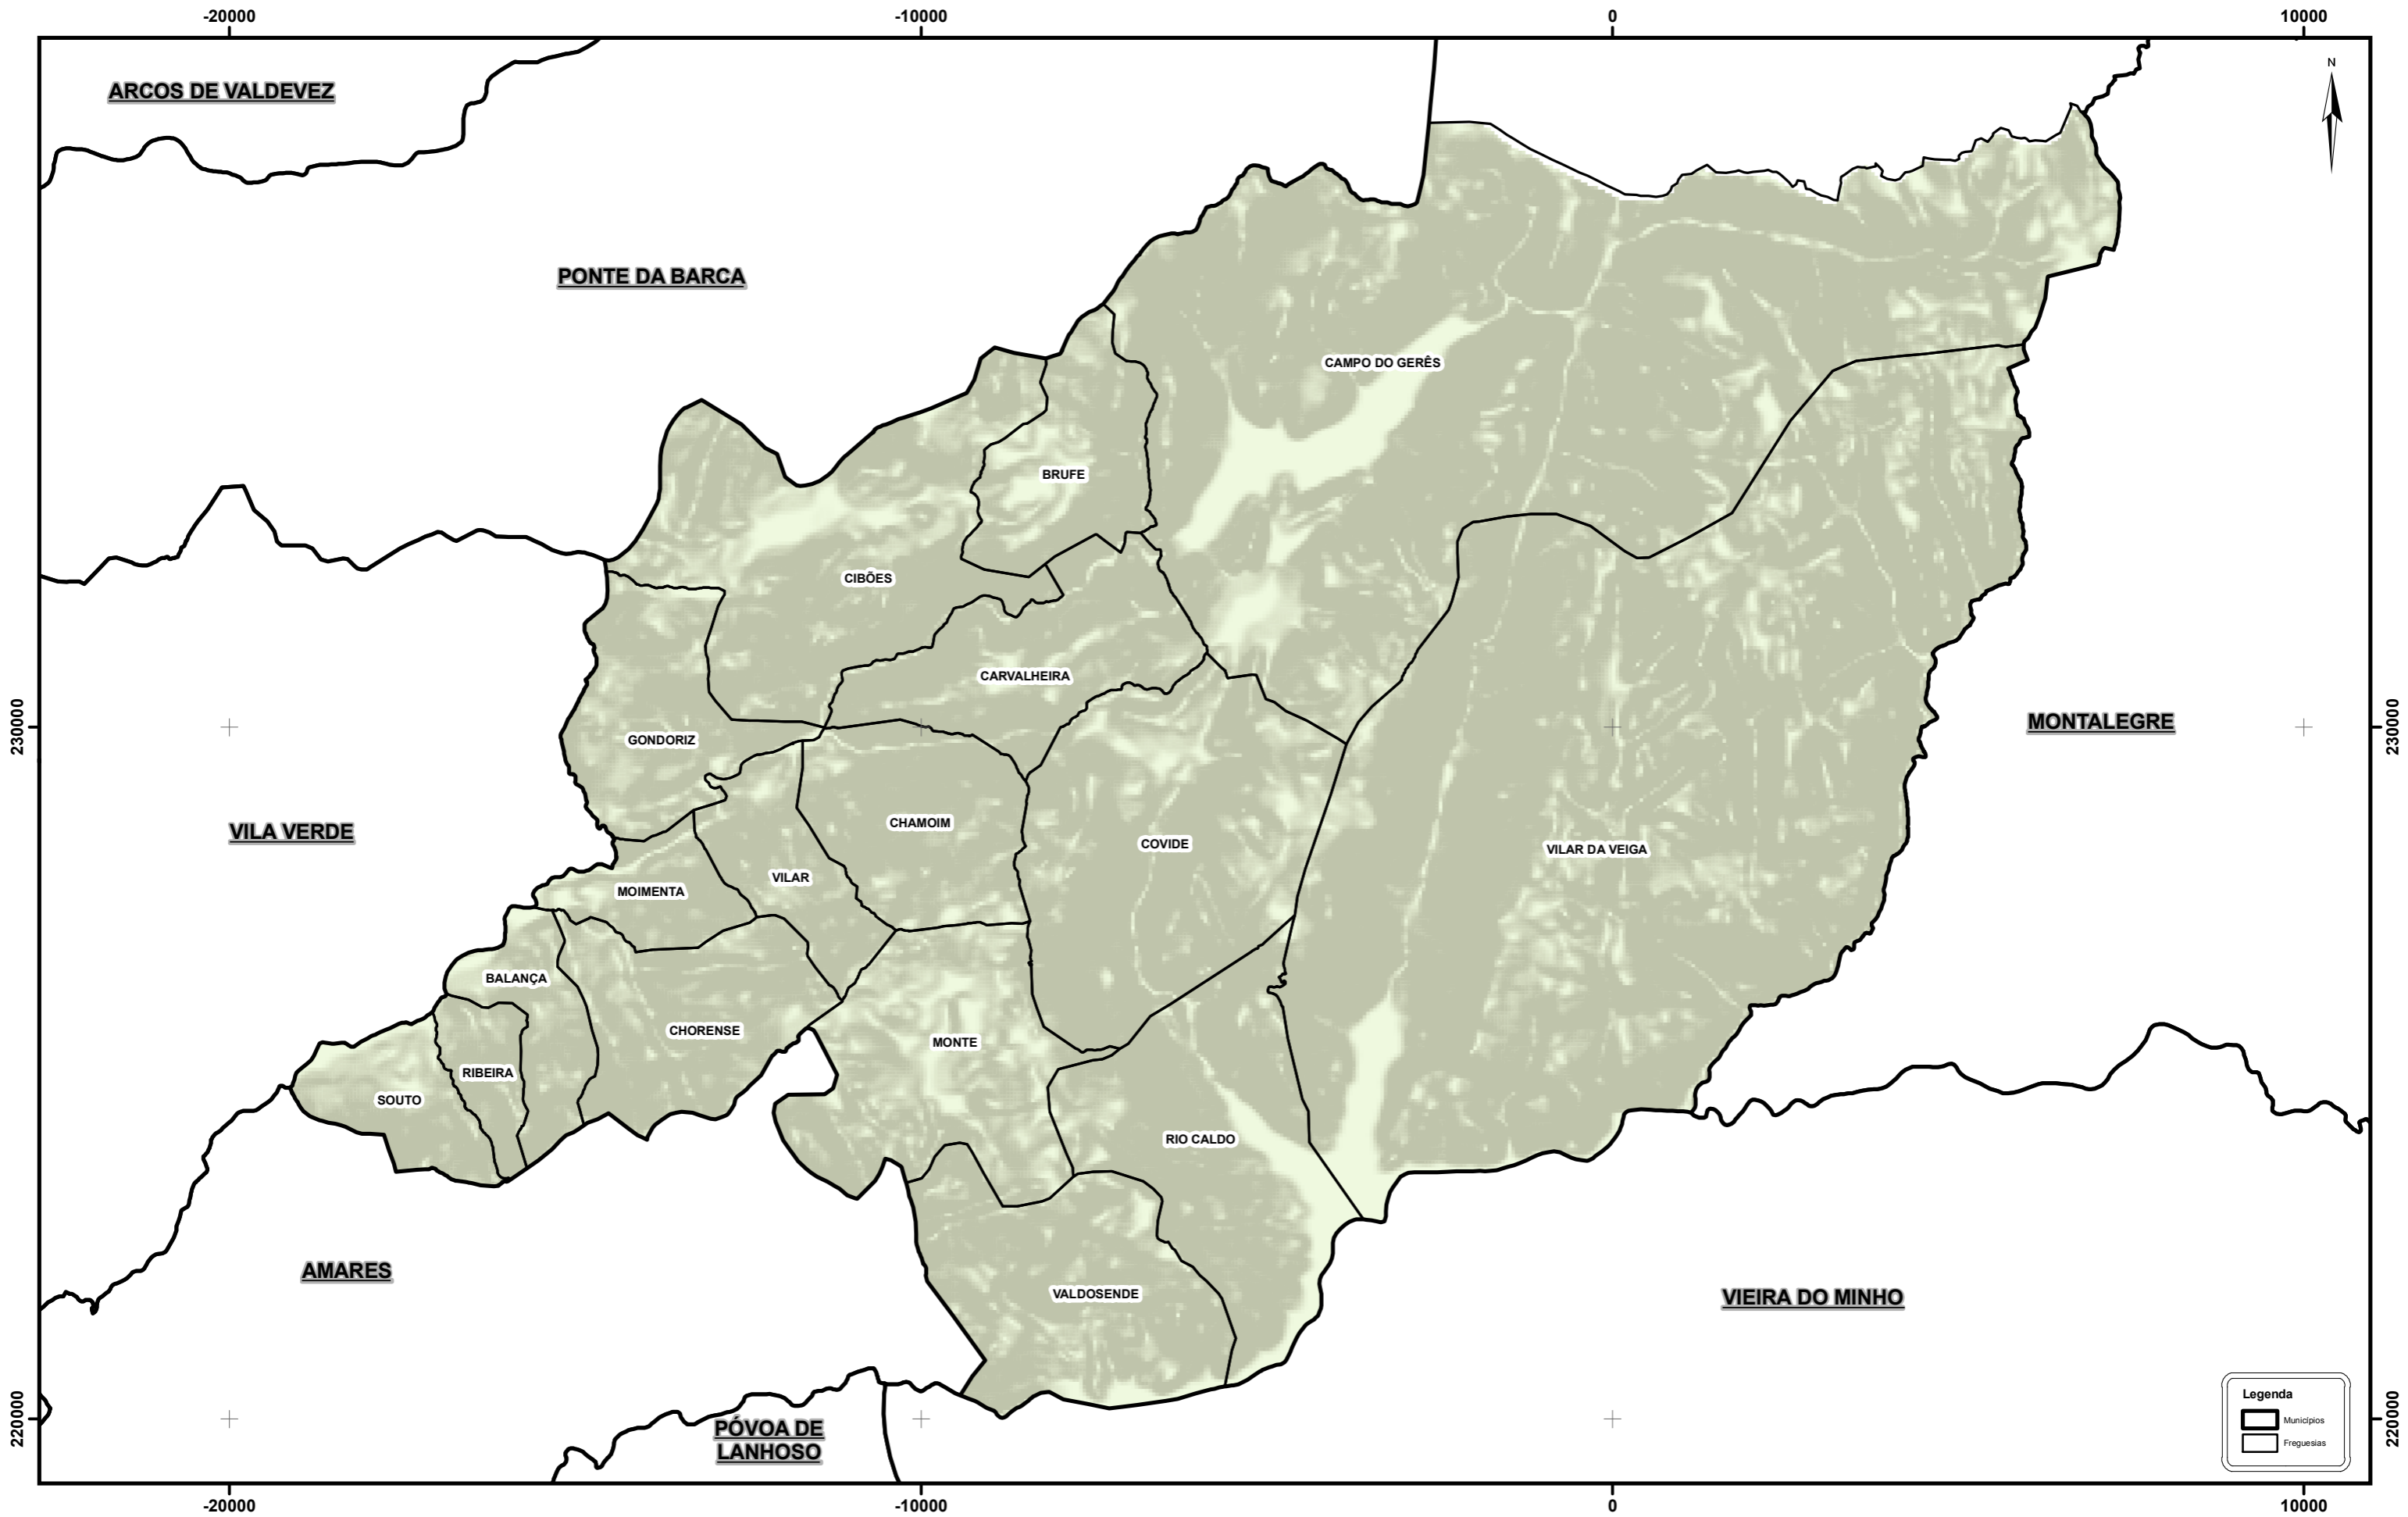 -20000
-10000
0
10000
N
ARCOS DE VALDEVEZ
PONTE DA BARCA
CAMPO DO GERÊS
BRUFE
CIBÕES
CARVALHEIRA
230000
230000
MONTALEGRE
GONDORIZ
VILA VERDE
CHAMOIM
COVIDE
VILAR DA VEIGA
VILAR
MOIMENTA
BALANÇA
CHORENSE
MONTE
RIBEIRA
SOUTO
RIO CALDO
AMARES
VALDOSENDE
VIEIRA DO MINHO
220000
220000
PÓVOA DE
LANHOSO
Legenda
Municípios
Freguesias
-20000
-10000
0
10000